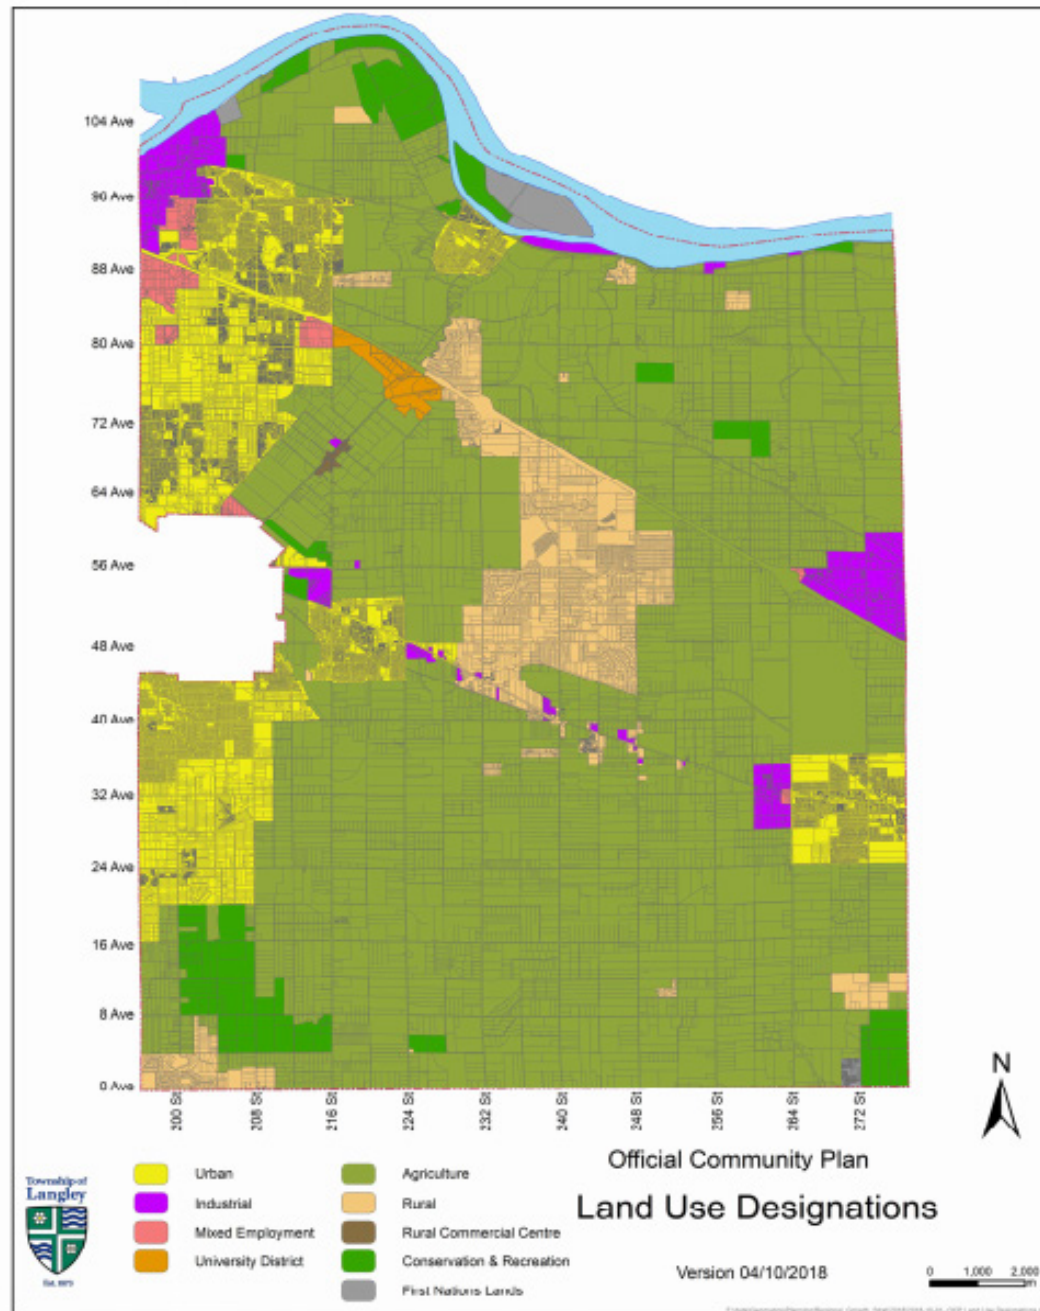 104 Ave
96 Ave
88 Ave
80 Ave
72 Ave
64 Ave
56 Ave
48 Ave
40 Ave
32 Ave
24 Ave
16 Ave
8 Ave
0 Ave
200 St
208 St
216 St
224 St
232 St
240 St
248 St
256 St
264 St
272 St
N
Official Community Plan
Land Use Designations
Version 04/10/2018
0 1,000 2,000
m
Township of
Langley
Est. 1873
Urban
Industrial
Mixed Employment
University District
Agriculture
Rural
Rural Commercial Centre
Conservation & Recreation
First Nations Lands